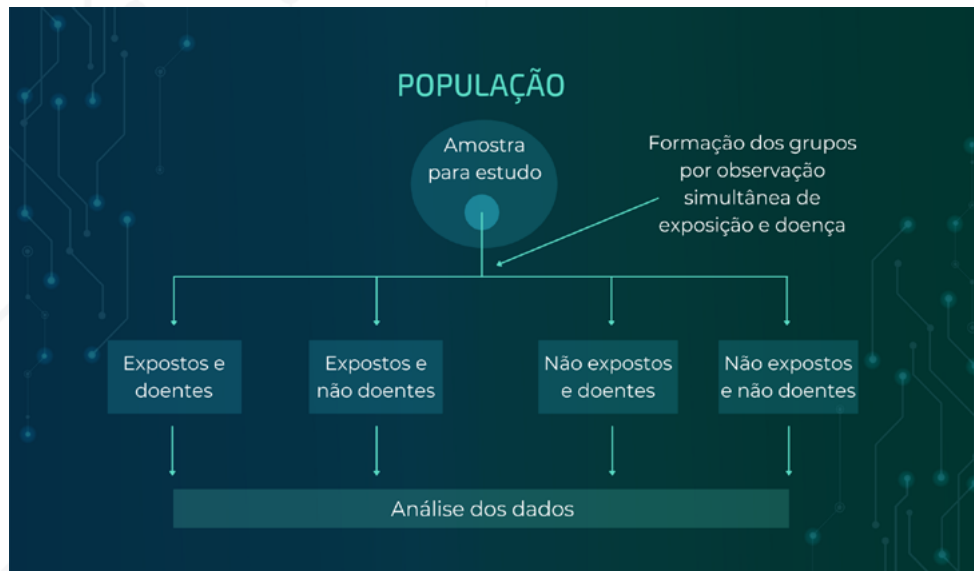 POPULAÇÃO
Amostra
para estudo
Formação dos grupos
por observação
simultânea de
exposição e doença
Expostos e
doentes
Expostos e
não doentes
Não expostos
e doentes
Não expostos
e não doentes
Análise dos dados